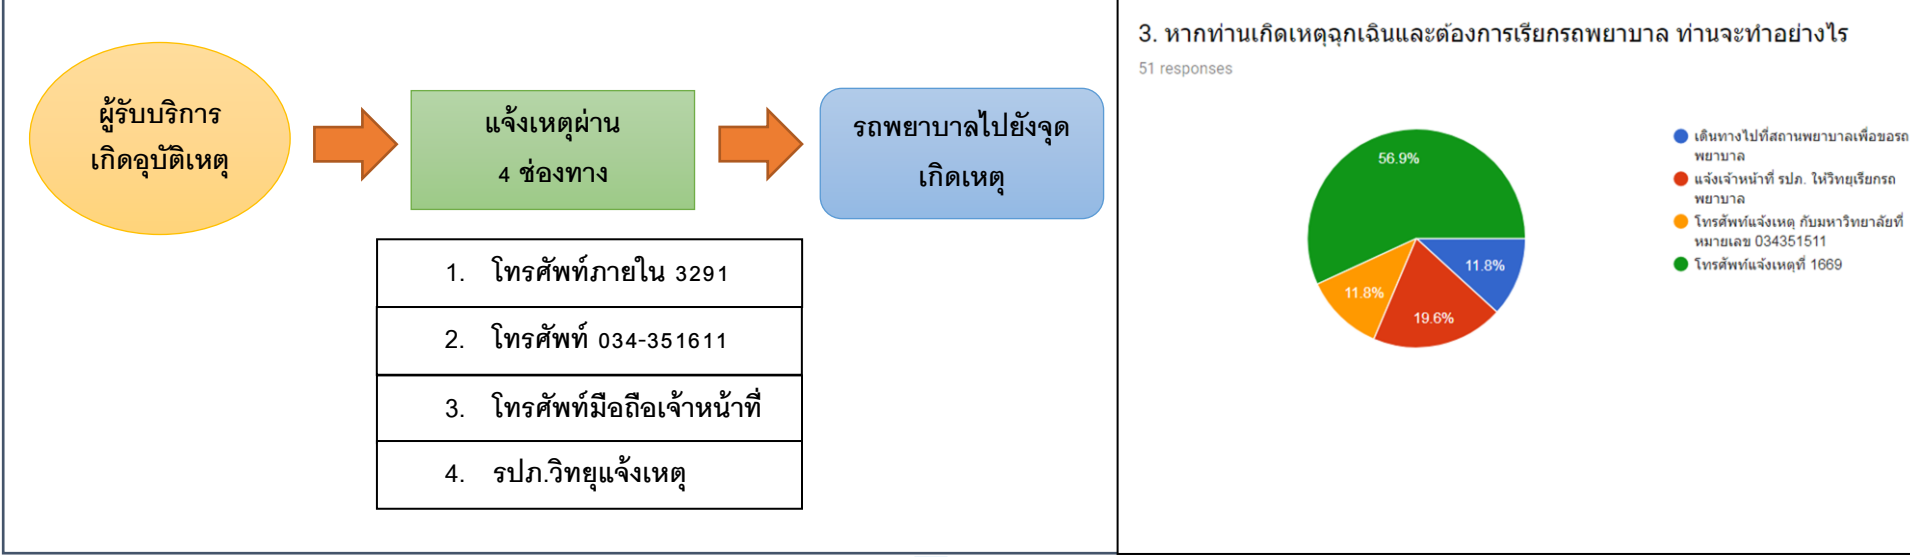 ผู้รับบริการ
เกิดอุบัติเหตุ
แจ้งเหตุผ่าน
4 ช่องทาง
รถพยาบาลไปยังจุด
เกิดเหตุ
1. โทรศัพท์ภายใน 3291
2. โทรศัพท์ 034-351611
3. โทรศัพท์มือถือเจ้าหน้าที่
4. รปภ.วิทยุแจ้งเหตุ
3. หากท่านเกิดเหตุฉุกเฉินและต้องการเรียกรถพยาบาล ท่านจะทำอย่างไร
51 responses
56.9%
11.8%
11.8%
19.6%
เดินทางไปที่สถานพยาบาลเพื่อขอรถ
พยาบาล
แจ้งเจ้าหน้าที่ รปภ. ให้วิทยุเรียกรถ
พยาบาล
โทรศัพท์แจ้งเหตุ กับมหาวิทยาลัยที่
หมายเลข 034351511
โทรศัพท์แจ้งเหตุที่ 1669